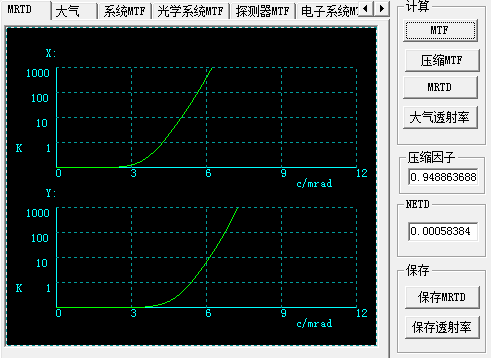 MRTD 大气 系统MTF 光学系统MTF 探测器MTF 电子系统MT
X:
1000
100
10
K 1
0 3 6 9 12
c/mrad
Y:
1000
100
10
K 1
0 3 6 9 12
c/mrad
计算
MTF
压缩MTF
MRTD
大气透射率
压缩因子
0.948863688
NETD
0.00058384
保存
保存MRTD
保存透射率